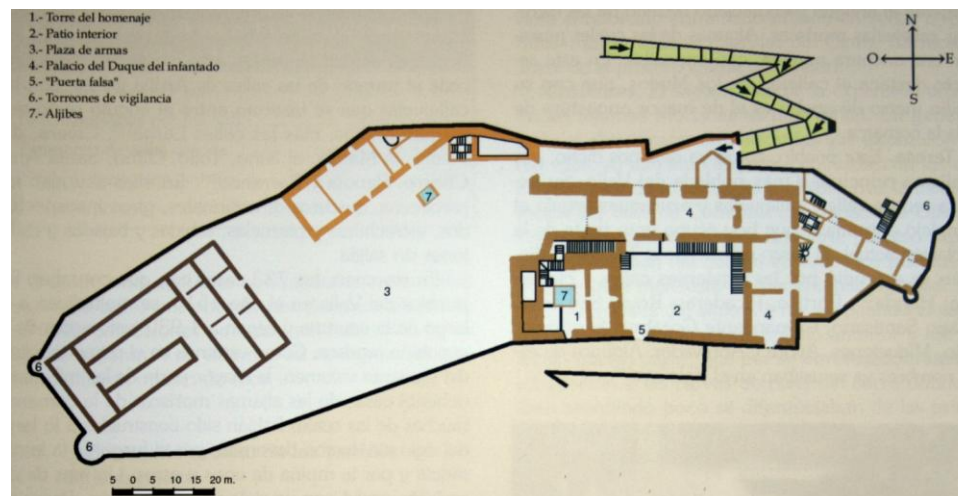 1.- Torre del homenaje
2.- Patio interior
3.- Plaza de armas
4.- Palacio del Duque del infantado
5.- "Puerta falsa"
6.- Torreones de vigilancia
7.- Aljibes
N
O E
S
6
7
4
3
7
1
2
4
5
6
6
5 0 5 10 15 20 m.